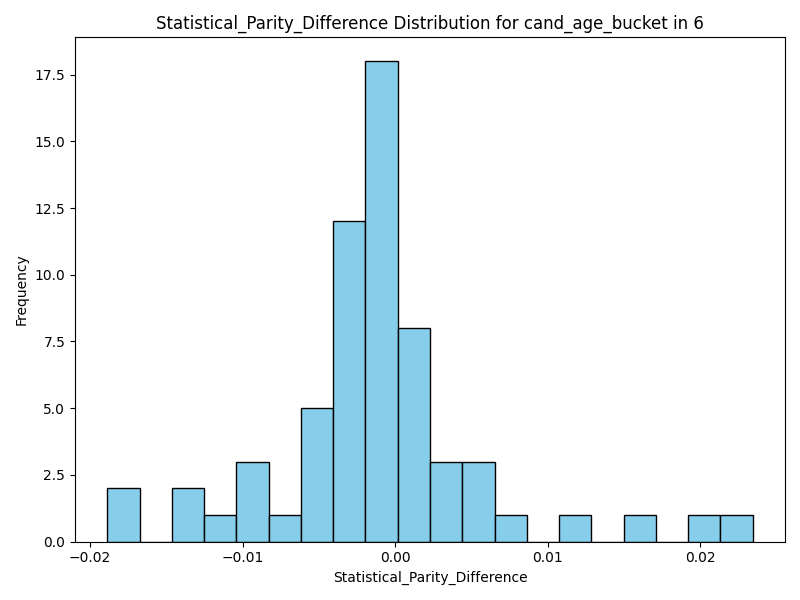 Statistical_Parity_Difference Distribution for cand_age_bucket in 6
17.5
15.0
12.5
10.0
7.5
5.0
2.5
0.0
Frequency
−0.02 −0.01 0.00 0.01 0.02
Statistical_Parity_Difference